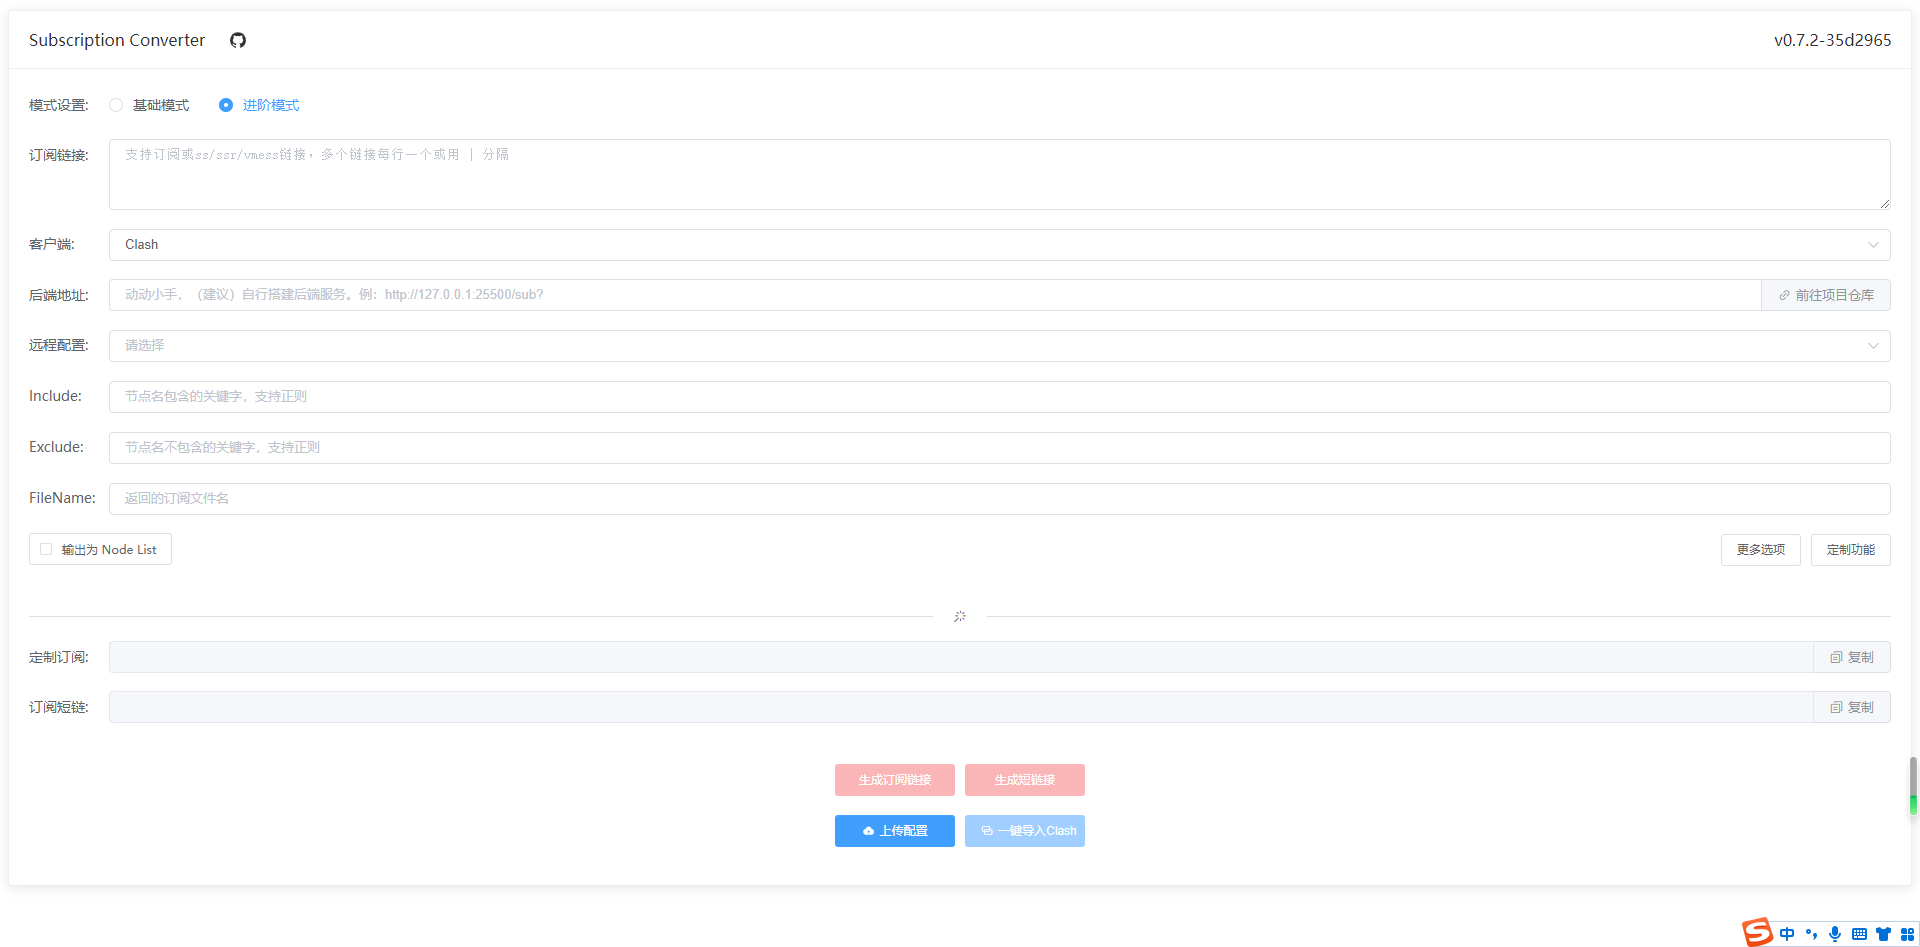 Subscription Converter
v0.7.2-35d2965
模式设置: 基础模式 进阶模式
订阅链接: 支持订阅或ss/ssr/vmess链接，多个链接每行一个或用 | 分隔
客户端: Clash
后端地址: 动动小手，（建议）自行搭建后端服务。例：http://127.0.0.1:25500/sub? 前往项目仓库
远程配置: 请选择
Include: 节点名包含的关键字，支持正则
Exclude: 节点名不包含的关键字，支持正则
FileName: 返回的订阅文件名
输出为 Node List 更多选项 定制功能
定制订阅: 复制
订阅短链: 复制
生成订阅链接 生成短链接
上传配置 一键导入Clash
中